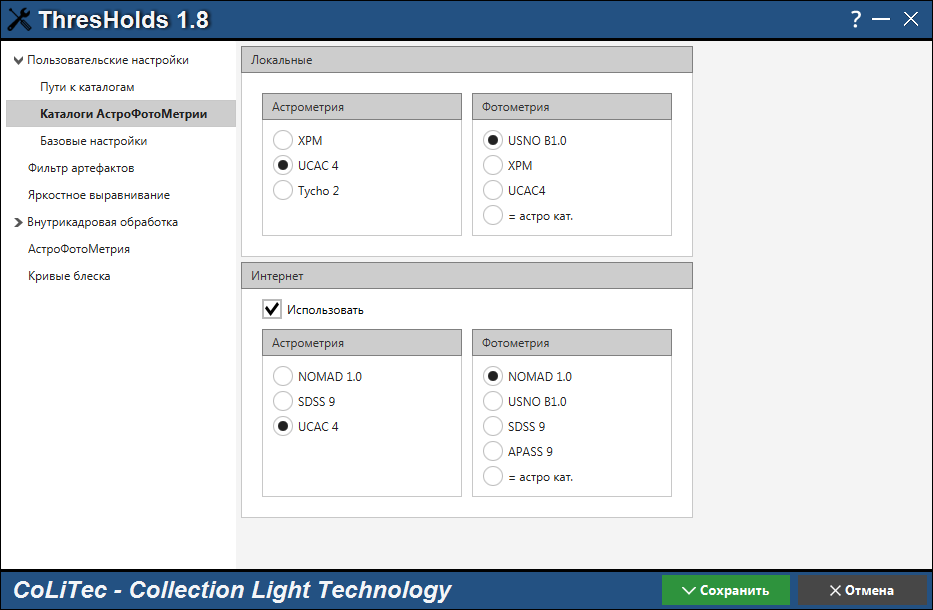 ThresHolds 1.8
?
Пользовательские настройки
Пути к каталогам
Каталоги АстроФотоМетрии
Базовые настройки
Фильтр артефактов
Яркостное выравнивание
Внутрикадровая обработка
АстроФотоМетрия
Кривые блеска
Локальные
Астрометрия
XPM
UCAC 4
Tycho 2
Фотометрия
USNO B1.0
XPM
UCAC4
= астро кат.
Интернет
Использовать
Астрометрия
NOMAD 1.0
SDSS 9
UCAC 4
Фотометрия
NOMAD 1.0
USNO B1.0
SDSS 9
APASS 9
= астро кат.
CoLiTec - Collection Light Technology
Сохранить
Отмена